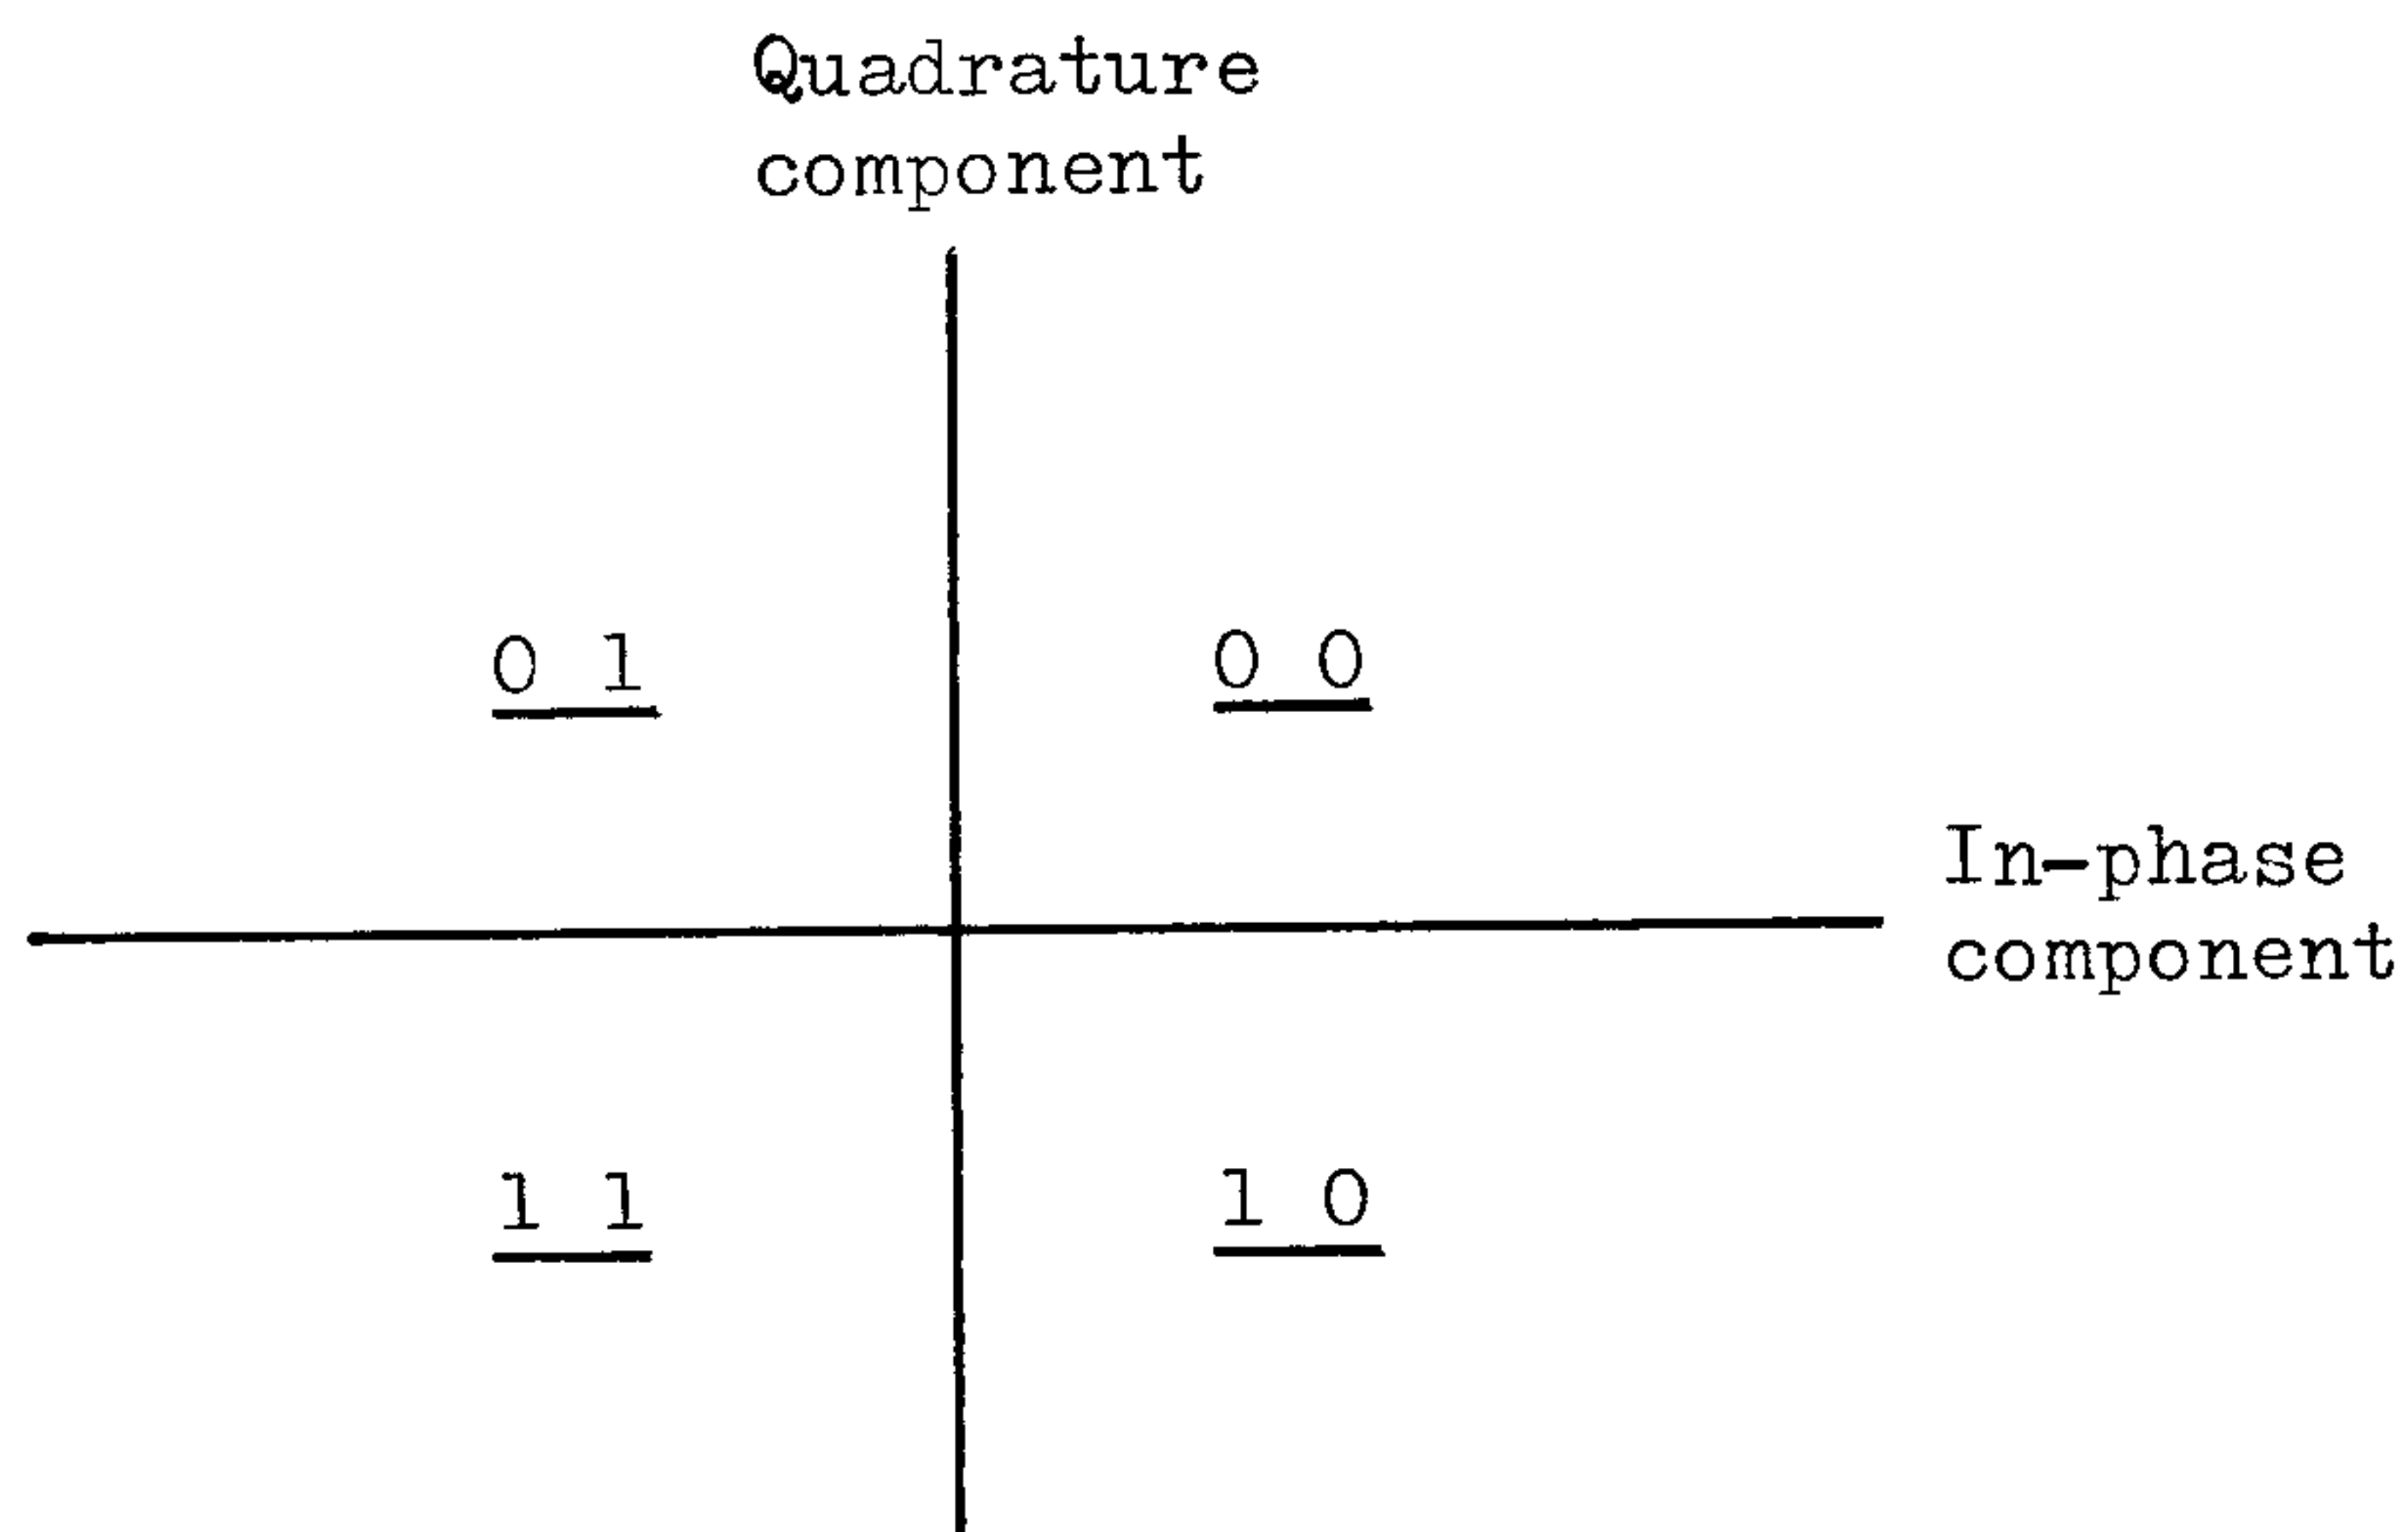 Quadrature
component
0 1
0 0
In-phase
component
1 1
1 0